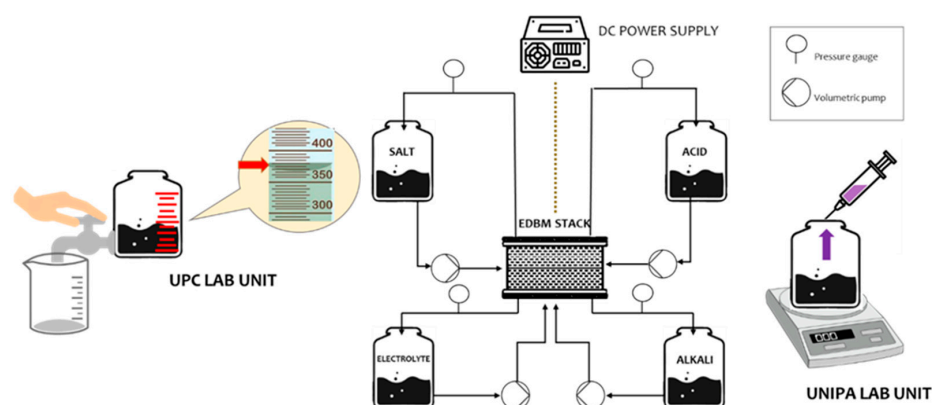 DC POWER SUPPLY
Pressure gauge
Volumetric pump
400
350
300
SALT
ACID
EDBM STACK
UPC LAB UNIT
ELECTROLYTE
ALKALI
000
UNIPA LAB UNIT